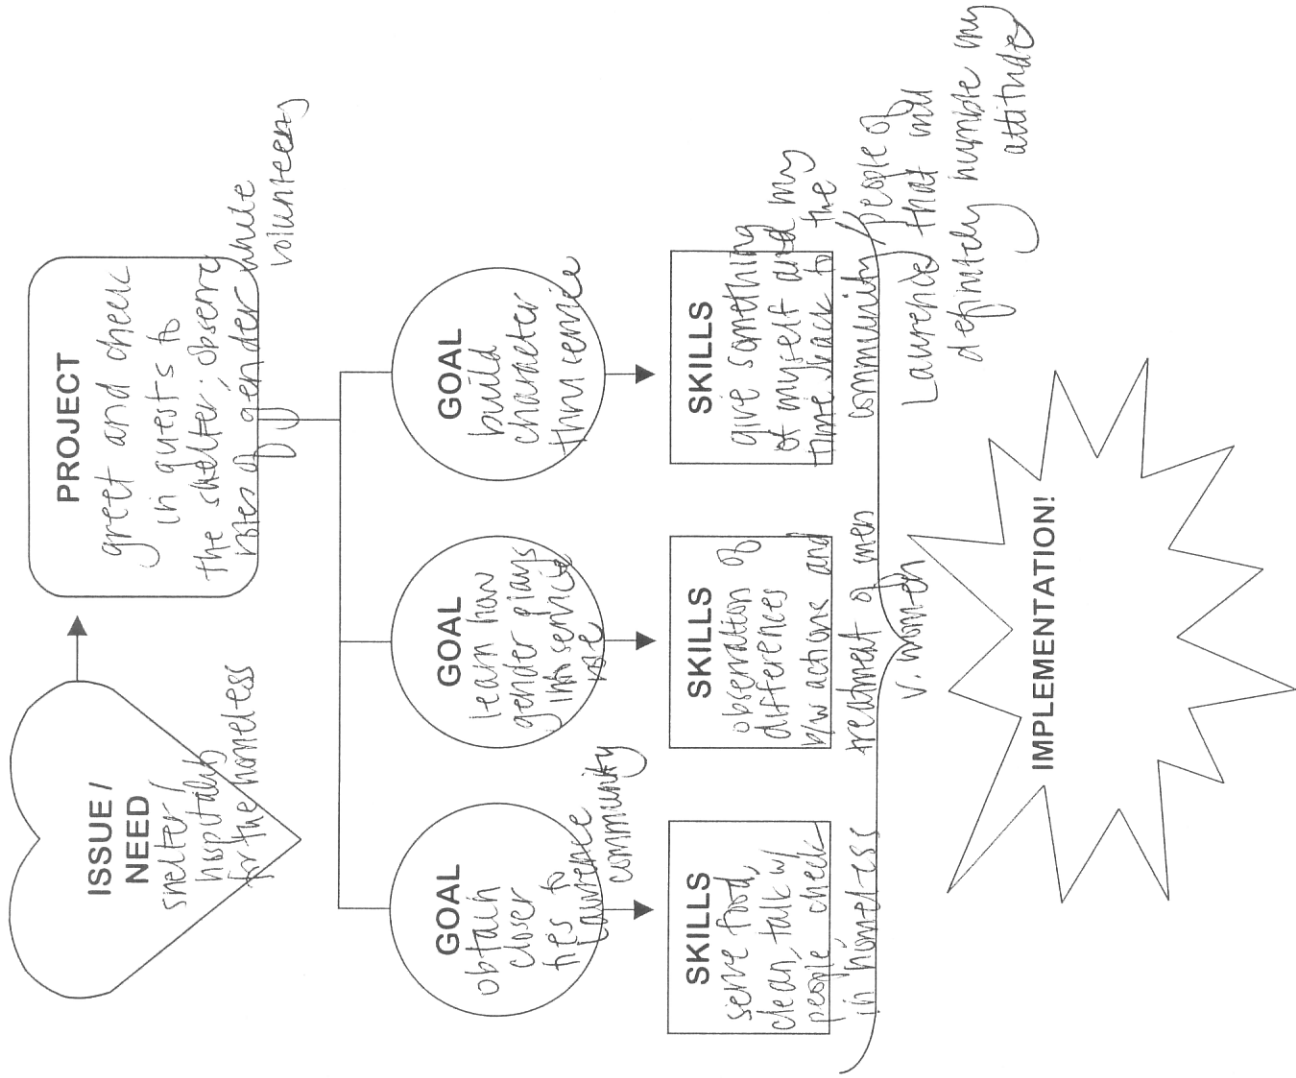 ISSUE /
NEED
shelter/
hospitality
for the homeless
PROJECT
greet and check
in guests to
the shelter; observe
roles of gender while
volunteering
GOAL
obtain
closer
ties to
Lawrence
community
GOAL
learn how
gender plays
into service
role
GOAL
build
character
thru service
SKILLS
serve food,
clean, talk w/
people check
in homeless
SKILLS
observation of
differences
b/w actions and
treatment of men
v. women
SKILLS
give something
of myself and my
time back to the
community/people of
Lawrence that will
definitely humble my
attitude
IMPLEMENTATION!